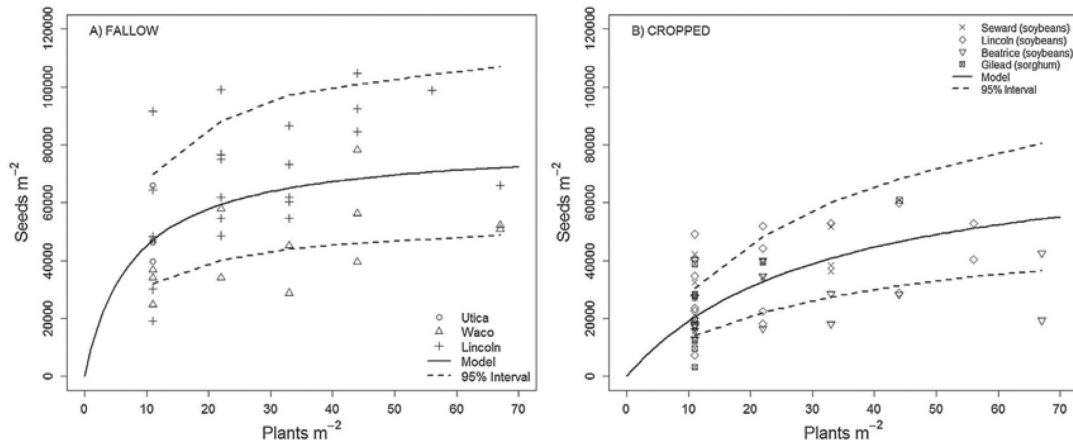 A) FALLOW
Seeds m⁻²
120000
100000
80000
60000
40000
20000
0
0 10 20 30 40 50 60 70
Plants m⁻²
Utica
Waco
Lincoln
Model
95% Interval
B) CROPPED
Seeds m⁻²
120000
100000
80000
60000
40000
20000
0
0 10 20 30 40 50 60 70
Plants m⁻²
Seward (soybeans)
Lincoln (soybeans)
Beatrice (soybeans)
Gilead (sorghum)
Model
95% Interval